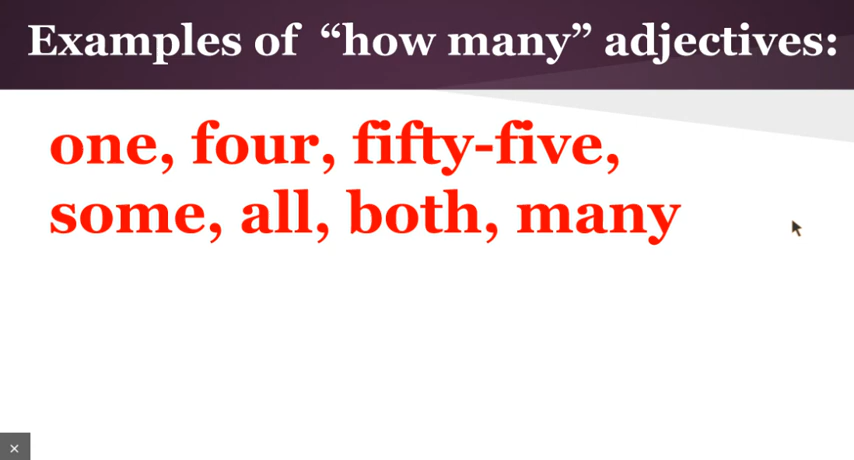 Examples of “how many” adjectives:
one, four, fifty-five,
some, all, both, many